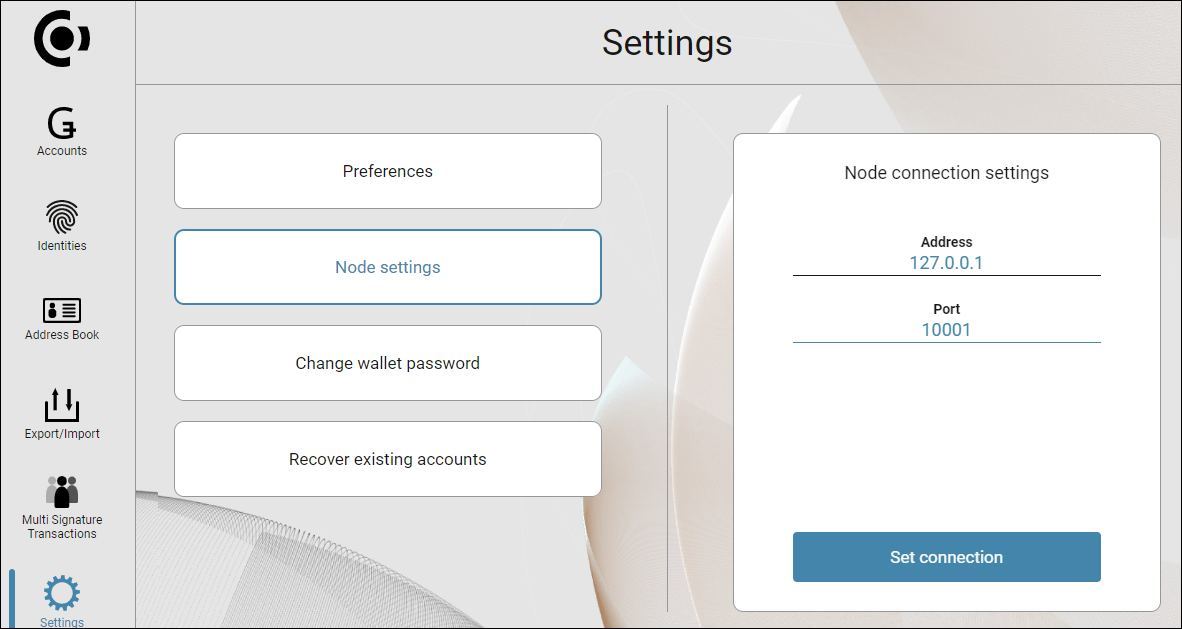 Settings
Accounts
Identities
Address Book
Export/Import
Multi Signature
Transactions
Settings
Preferences
Node settings
Change wallet password
Recover existing accounts
Node connection settings
Address
127.0.0.1
Port
10001
Set connection